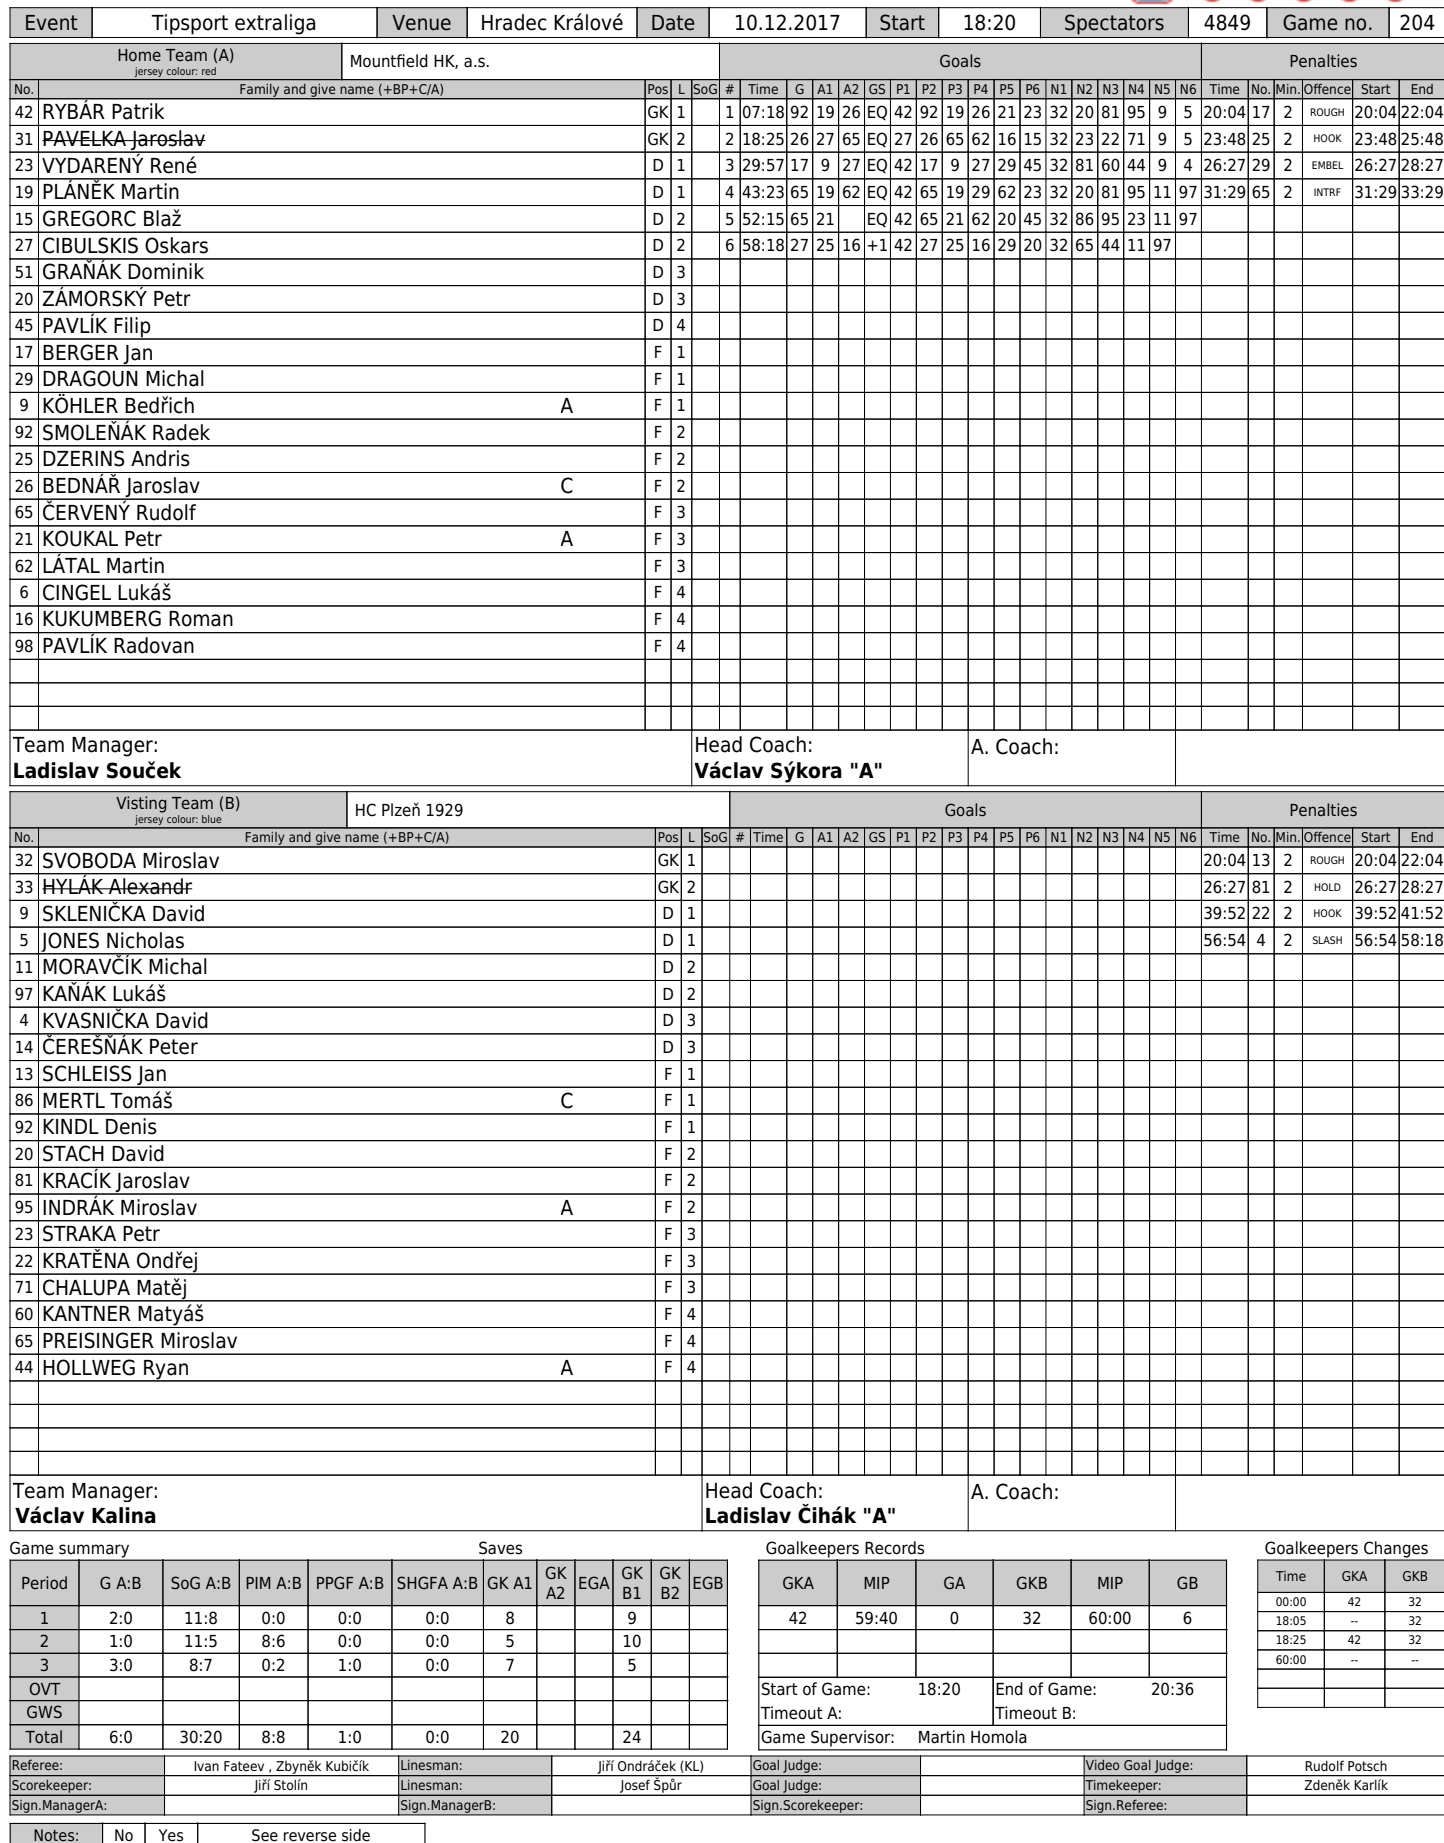 Event Tipsport extraliga Venue Hradec Králové Date 10.12.2017 Start 18:20 Spectators 4849 Game no. 204
Home Team (A) Mountfield HK, a.s. Goals Penalties
jersey colour: red
No. Family and give name (+BP+C/A) Pos L SoG # Time G A1 A2 GS P1 P2 P3 P4 P5 P6 N1 N2 N3 N4 N5 N6 Time No. Min. Offence Start End
42 RYBÁR Patrik GK 1 1 07:18 92 19 26 EQ 42 92 19 26 21 23 32 20 81 95 9 5 20:04 17 2 ROUGH 20:04 22:04
31 PAVELKA Jaroslav GK 2 2 18:25 26 27 65 EQ 27 26 65 62 16 15 32 23 22 71 9 5 23:48 25 2 HOOK 23:48 25:48
23 VYDARENÝ René D 1 3 29:57 17 9 27 EQ 42 17 9 27 29 45 32 81 60 44 9 4 26:27 29 2 EMBEL 26:27 28:27
19 PLÁNĚK Martin D 1 4 43:23 65 19 62 EQ 42 65 19 29 62 23 32 20 81 95 11 97 31:29 65 2 INTRF 31:29 33:29
15 GREGORC Blaž D 2 5 52:15 65 21 EQ 42 65 21 62 20 45 32 86 95 23 11 97
27 CIBULSKIS Oskars D 2 6 58:18 27 25 16 +1 42 27 25 16 29 20 32 65 44 11 97
51 GRAŇÁK Dominik D 3
20 ZÁMORSKÝ Petr D 3
45 PAVLÍK Filip D 4
17 BERGER Jan F 1
29 DRAGOUN Michal F 1
9 KÖHLER Bedřich A F 1
92 SMOLEŇÁK Radek F 2
25 DZERINS Andris F 2
26 BEDNÁŘ Jaroslav C F 2
65 ČERVENÝ Rudolf F 3
21 KOUKAL Petr A F 3
62 LÁTAL Martin F 3
6 CINGEL Lukáš F 4
16 KUKUMBERG Roman F 4
98 PAVLÍK Radovan F 4
Team Manager: Head Coach: A. Coach:
Ladislav Souček Václav Sýkora "A"
Visting Team (B) HC Plzeň 1929 Goals Penalties
jersey colour: blue
No. Family and give name (+BP+C/A) Pos L SoG # Time G A1 A2 GS P1 P2 P3 P4 P5 P6 N1 N2 N3 N4 N5 N6 Time No. Min. Offence Start End
32 SVOBODA Miroslav GK 1 20:04 13 2 ROUGH 20:04 22:04
33 HYLÁK Alexandr GK 2 26:27 81 2 HOLD 26:27 28:27
9 SKLENIČKA David D 1 39:52 22 2 HOOK 39:52 41:52
5 JONES Nicholas D 1 56:54 4 2 SLASH 56:54 58:18
11 MORAVČÍK Michal D 2
97 KAŇÁK Lukáš D 2
4 KVASNIČKA David D 3
14 ČEREŠŇÁK Peter D 3
13 SCHLEISS Jan F 1
86 MERTL Tomáš C F 1
92 KINDL Denis F 1
20 STACH David F 2
81 KRACÍK Jaroslav F 2
95 INDRÁK Miroslav A F 2
23 STRAKA Petr F 3
22 KRATĚNA Ondřej F 3
71 CHALUPA Matěj F 3
60 KANTNER Matyáš F 4
65 PREISINGER Miroslav F 4
44 HOLLWEG Ryan A F 4
Team Manager: Head Coach: A. Coach:
Václav Kalina Ladislav Čihák "A"
Game summary Saves Goalkeepers Records Goalkeepers Changes
Period G A:B SoG A:B PIM A:B PPGF A:B SHGFA A:B GK A1 GK A2 EGA GK B1 GK B2 EGB GKA MIP GA GKB MIP GB Time GKA GKB
1 2:0 11:8 0:0 0:0 0:0 8 9 42 59:40 0 32 60:00 6 00:00 42 32
18:05 -- 32
2 1:0 11:5 8:6 0:0 0:0 5 10 18:25 42 32
3 3:0 8:7 0:2 1:0 0:0 7 5 60:00 -- --
OVT Start of Game: 18:20 End of Game: 20:36
GWS Timeout A: Timeout B:
Total 6:0 30:20 8:8 1:0 0:0 20 24 Game Supervisor: Martin Homola
Referee: Ivan Fateev , Zbyněk Kubičík Linesman: Jiří Ondráček (KL) Goal Judge: Video Goal Judge: Rudolf Potsch
Scorekeeper: Jiří Stolín Linesman: Josef Špůr Goal Judge: Timekeeper: Zdeněk Karlík
Sign.ManagerA: Sign.ManagerB: Sign.Scorekeeper: Sign.Referee:
Notes: No Yes See reverse side